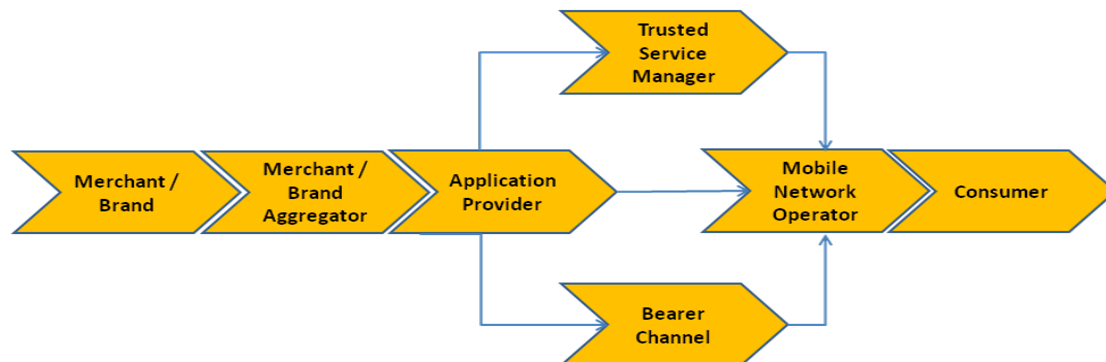 Trusted
Service
Manager
Merchant /
Brand
Merchant /
Brand
Aggregator
Application
Provider
Mobile
Network
Operator
Consumer
Bearer
Channel